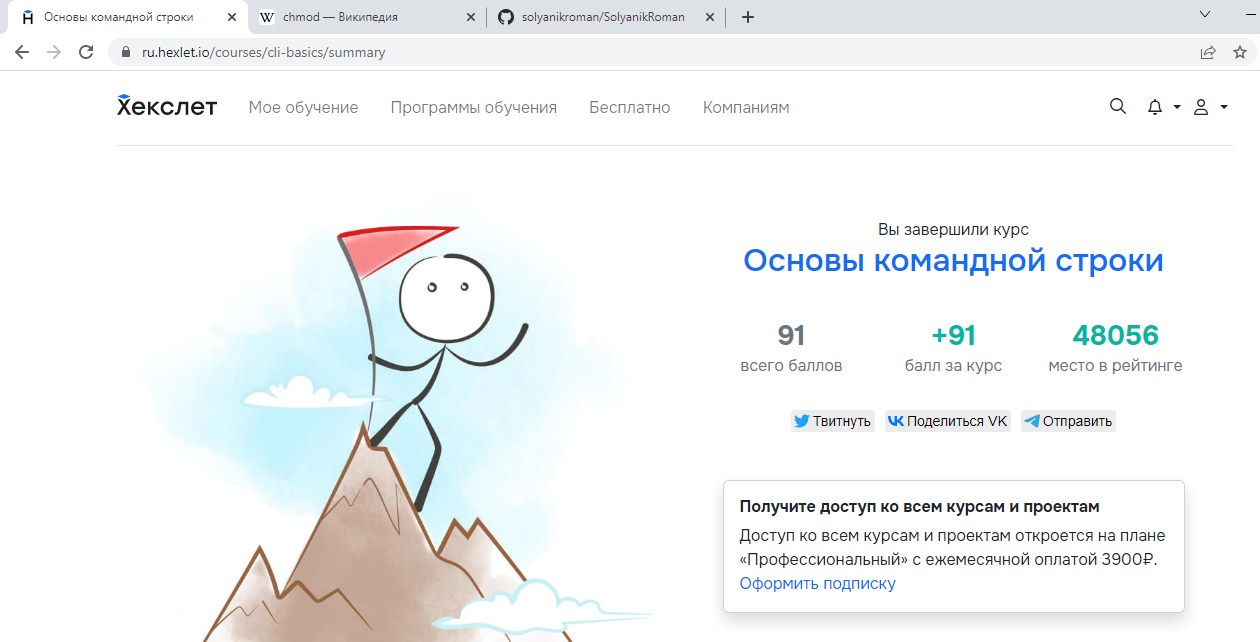 Основы командной строки
chmod — Википедия
solyanikroman/SolyanikRoman
ru.hexlet.io/courses/cli-basics/summary
Хекслет Мое обучение Программы обучения Бесплатно Компаниям
Вы завершили курс
Основы командной строки
91 +91 48056
всего баллов балл за курс место в рейтинге
Твитнуть Поделиться VK Отправить
Получите доступ ко всем курсам и проектам
Доступ ко всем курсам и проектам откроется на плане
«Профессиональный» с ежемесячной оплатой 3900₽.
Оформить подписку